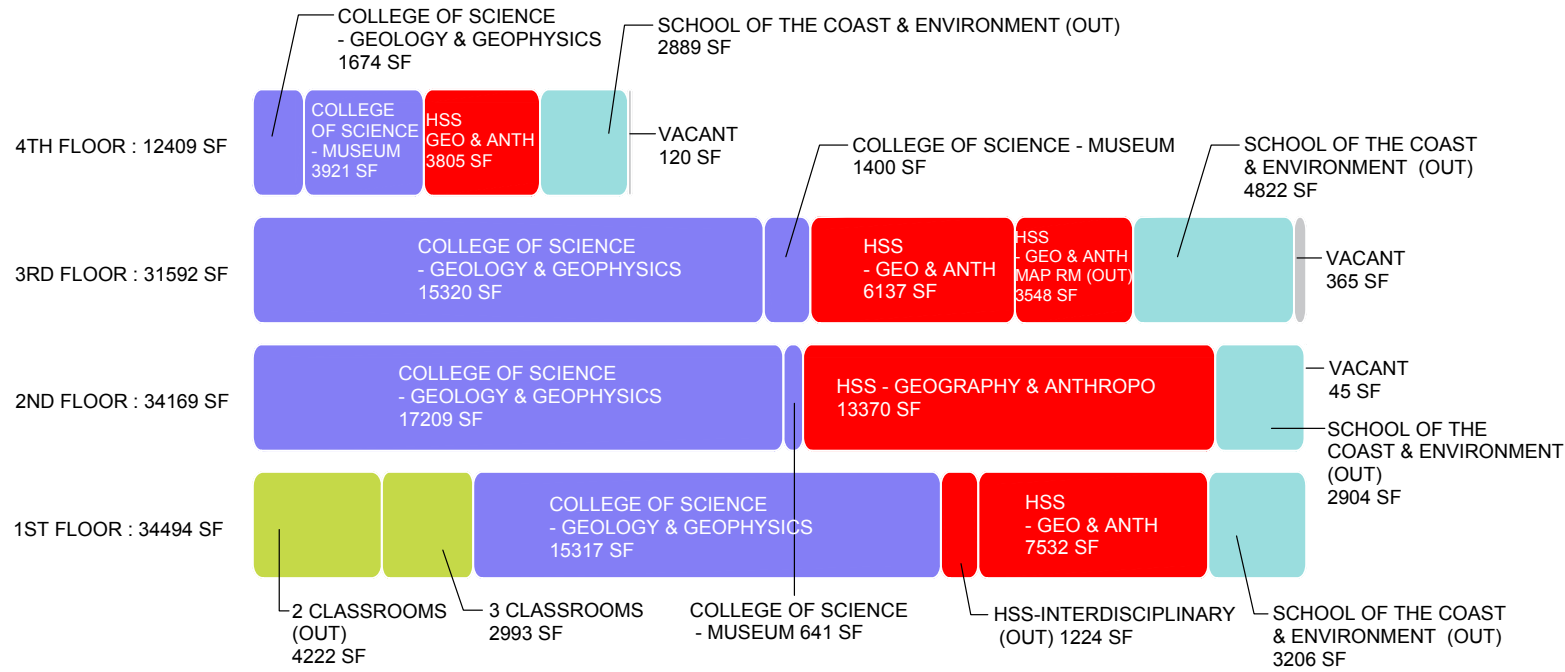 COLLEGE OF SCIENCE
- GEOLOGY & GEOPHYSICS
1674 SF
SCHOOL OF THE COAST & ENVIRONMENT (OUT)
2889 SF
4TH FLOOR : 12409 SF
COLLEGE
OF SCIENCE
- MUSEUM
3921 SF
HSS
GEO & ANTH
3805 SF
VACANT
120 SF
COLLEGE OF SCIENCE - MUSEUM
1400 SF
SCHOOL OF THE COAST
& ENVIRONMENT (OUT)
4822 SF
3RD FLOOR : 31592 SF
COLLEGE OF SCIENCE
- GEOLOGY & GEOPHYSICS
15320 SF
HSS
- GEO & ANTH
6137 SF
HSS
- GEO & ANTH
MAP RM (OUT)
3548 SF
VACANT
365 SF
2ND FLOOR : 34169 SF
COLLEGE OF SCIENCE
- GEOLOGY & GEOPHYSICS
17209 SF
HSS - GEOGRAPHY & ANTHROPO
13370 SF
VACANT
45 SF
SCHOOL OF THE
COAST & ENVIRONMENT
(OUT)
2904 SF
1ST FLOOR : 34494 SF
COLLEGE OF SCIENCE
- GEOLOGY & GEOPHYSICS
15317 SF
HSS
- GEO & ANTH
7532 SF
2 CLASSROOMS
(OUT)
4222 SF
3 CLASSROOMS
2993 SF
COLLEGE OF SCIENCE
- MUSEUM 641 SF
HSS-INTERDISCIPLINARY
(OUT) 1224 SF
SCHOOL OF THE COAST
& ENVIRONMENT (OUT)
3206 SF